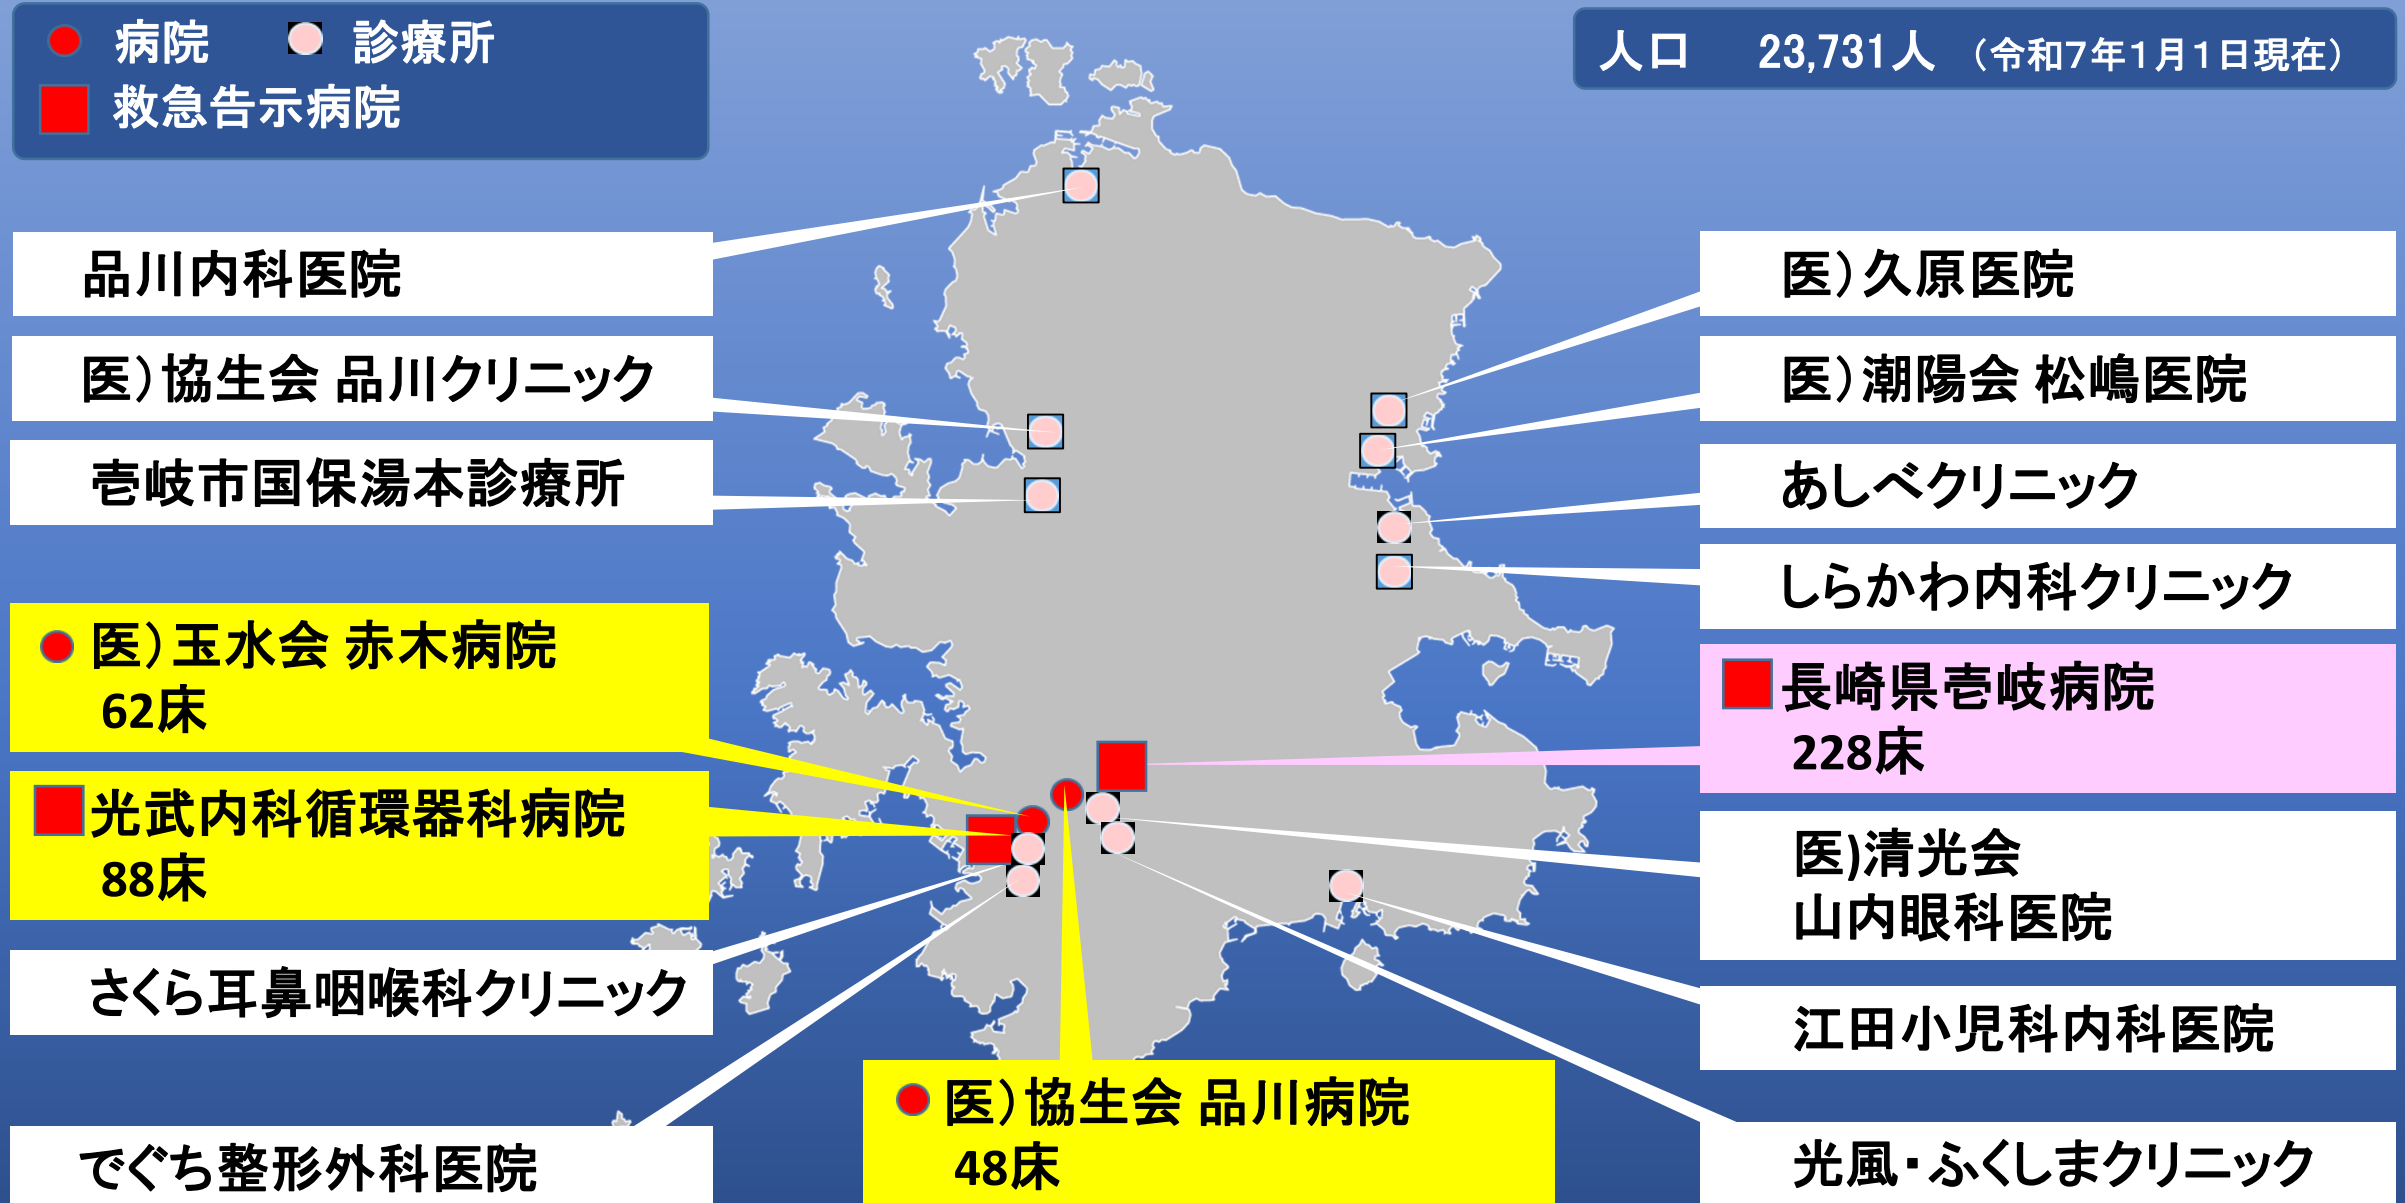 病院 診療所
救急告示病院
人口 23,731人 （令和７年１月１日現在）
品川内科医院
医）協生会 品川クリニック
壱岐市国保湯本診療所
医）玉水会 赤木病院
62床
光武内科循環器科病院
88床
さくら耳鼻咽喉科クリニック
でぐち整形外科医院
医）協生会 品川病院
48床
医）久原医院
医）潮陽会 松嶋医院
あしべクリニック
しらかわ内科クリニック
長崎県壱岐病院
228床
医)清光会
山内眼科医院
江田小児科内科医院
光風・ふくしまクリニック